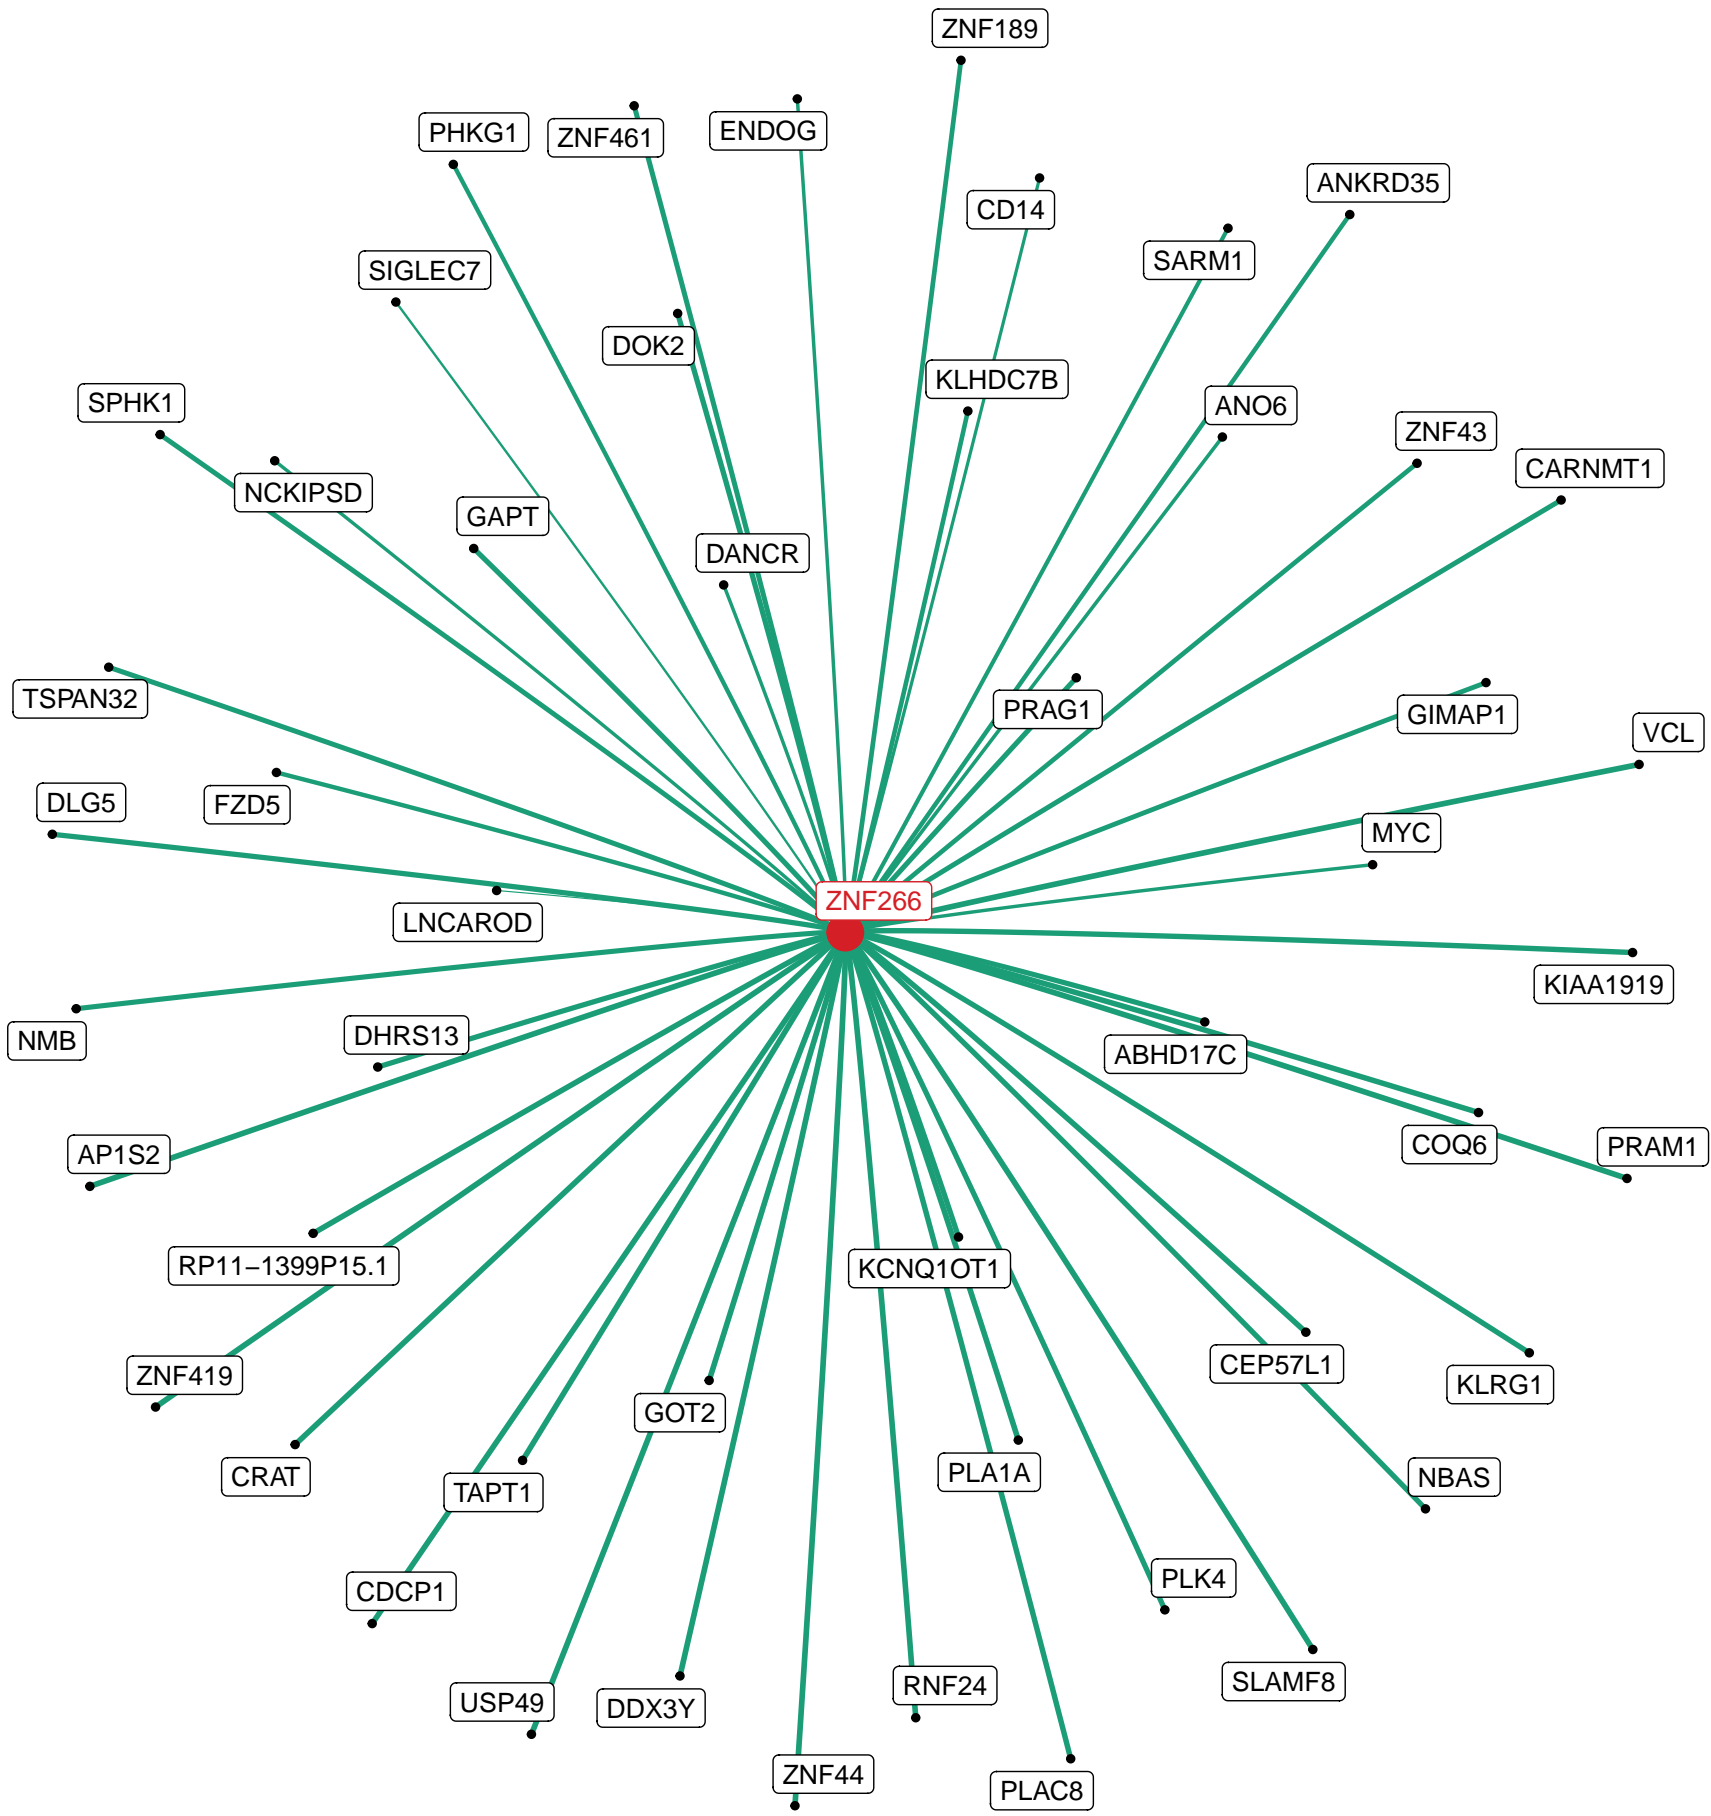 ZNF189
PHKG1
ZNF461
ENDOG
ANKRD35
CD14
SARM1
SIGLEC7
DOK2
KLHDC7B
SPHK1
ANO6
ZNF43
CARNMT1
NCKIPSD
GAPT
DANCR
TSPAN32
PRAG1
GIMAP1
VCL
DLG5
FZD5
MYC
ZNF266
LNCAROD
KIAA1919
NMB
DHRS13
ABHD17C
COQ6
PRAM1
AP1S2
RP11−1399P15.1
KCNQ1OT1
ZNF419
CEP57L1
KLRG1
GOT2
CRAT
TAPT1
PLA1A
NBAS
CDCP1
PLK4
USP49
DDX3Y
RNF24
SLAMF8
ZNF44
PLAC8